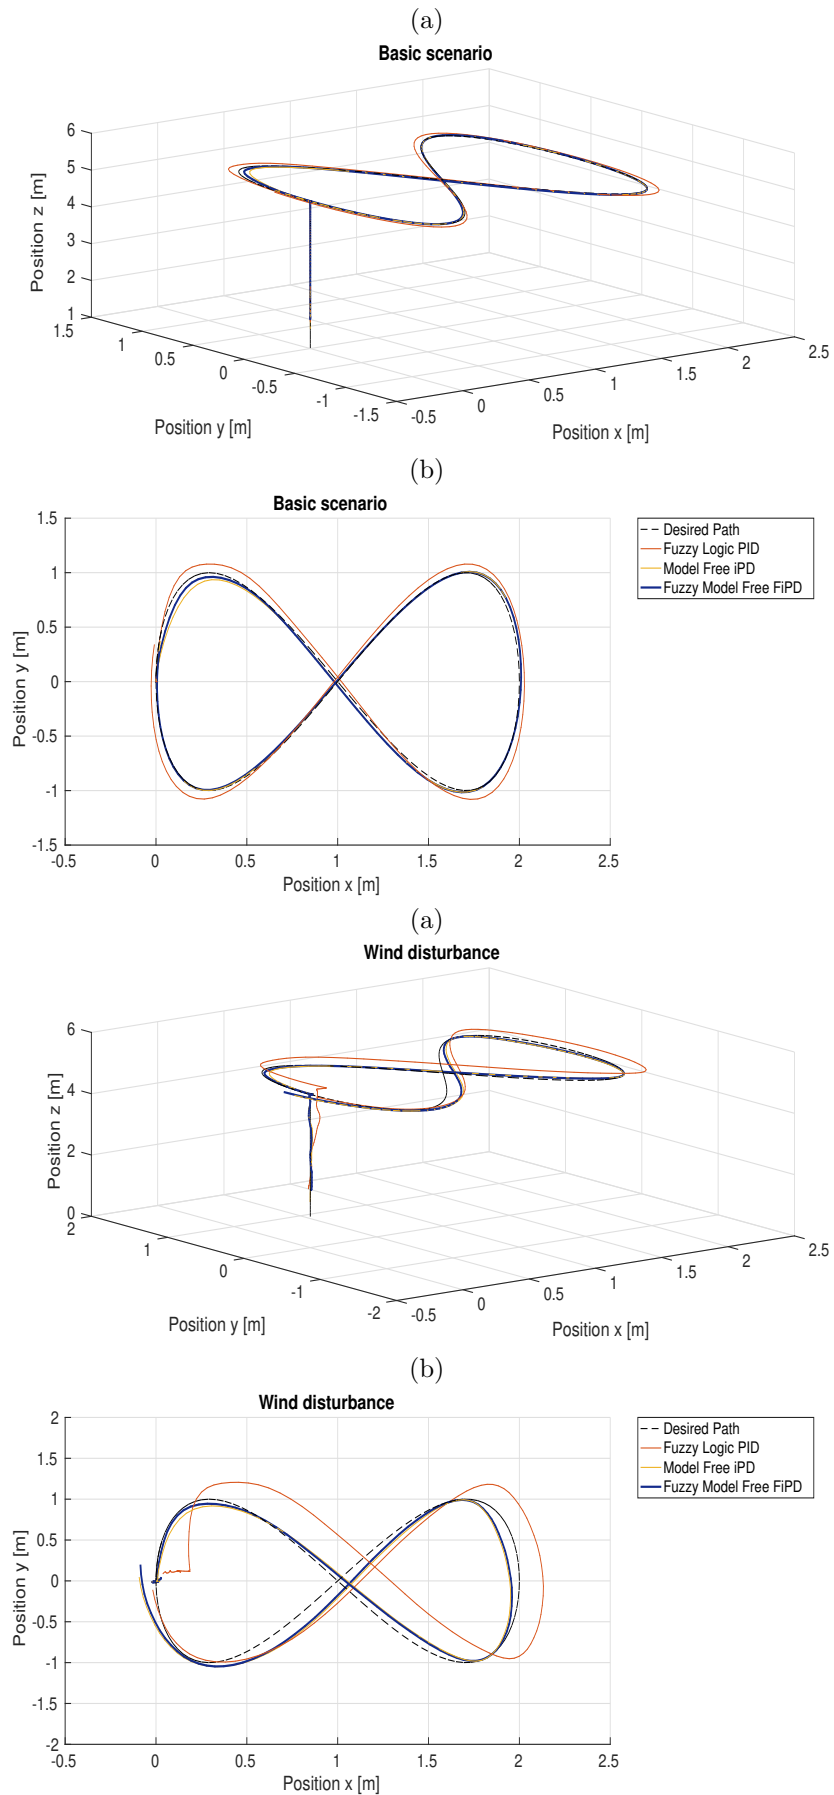 (a)
Basic scenario
6
5
4
3
2
1
Position z [m]
1.5
1
0.5
0
-0.5
-1
-1.5
Position y [m]
-0.5
0
0.5
1
1.5
2
2.5
Position x [m]
(b)
Basic scenario
1.5
1
0.5
0
-0.5
-1
-1.5
Position y [m]
-0.5 0 0.5 1 1.5 2 2.5
Position x [m]
Desired Path
Fuzzy Logic PID
Model Free iPD
Fuzzy Model Free FiPD
(a)
Wind disturbance
6
4
2
0
Position z [m]
2
1
0
-1
-2
Position y [m]
-0.5
0
0.5
1
1.5
2
2.5
Position x [m]
(b)
Wind disturbance
2
1.5
1
0.5
0
-0.5
-1
-1.5
-2
Position y [m]
-0.5 0 0.5 1 1.5 2 2.5
Position x [m]
Desired Path
Fuzzy Logic PID
Model Free iPD
Fuzzy Model Free FiPD